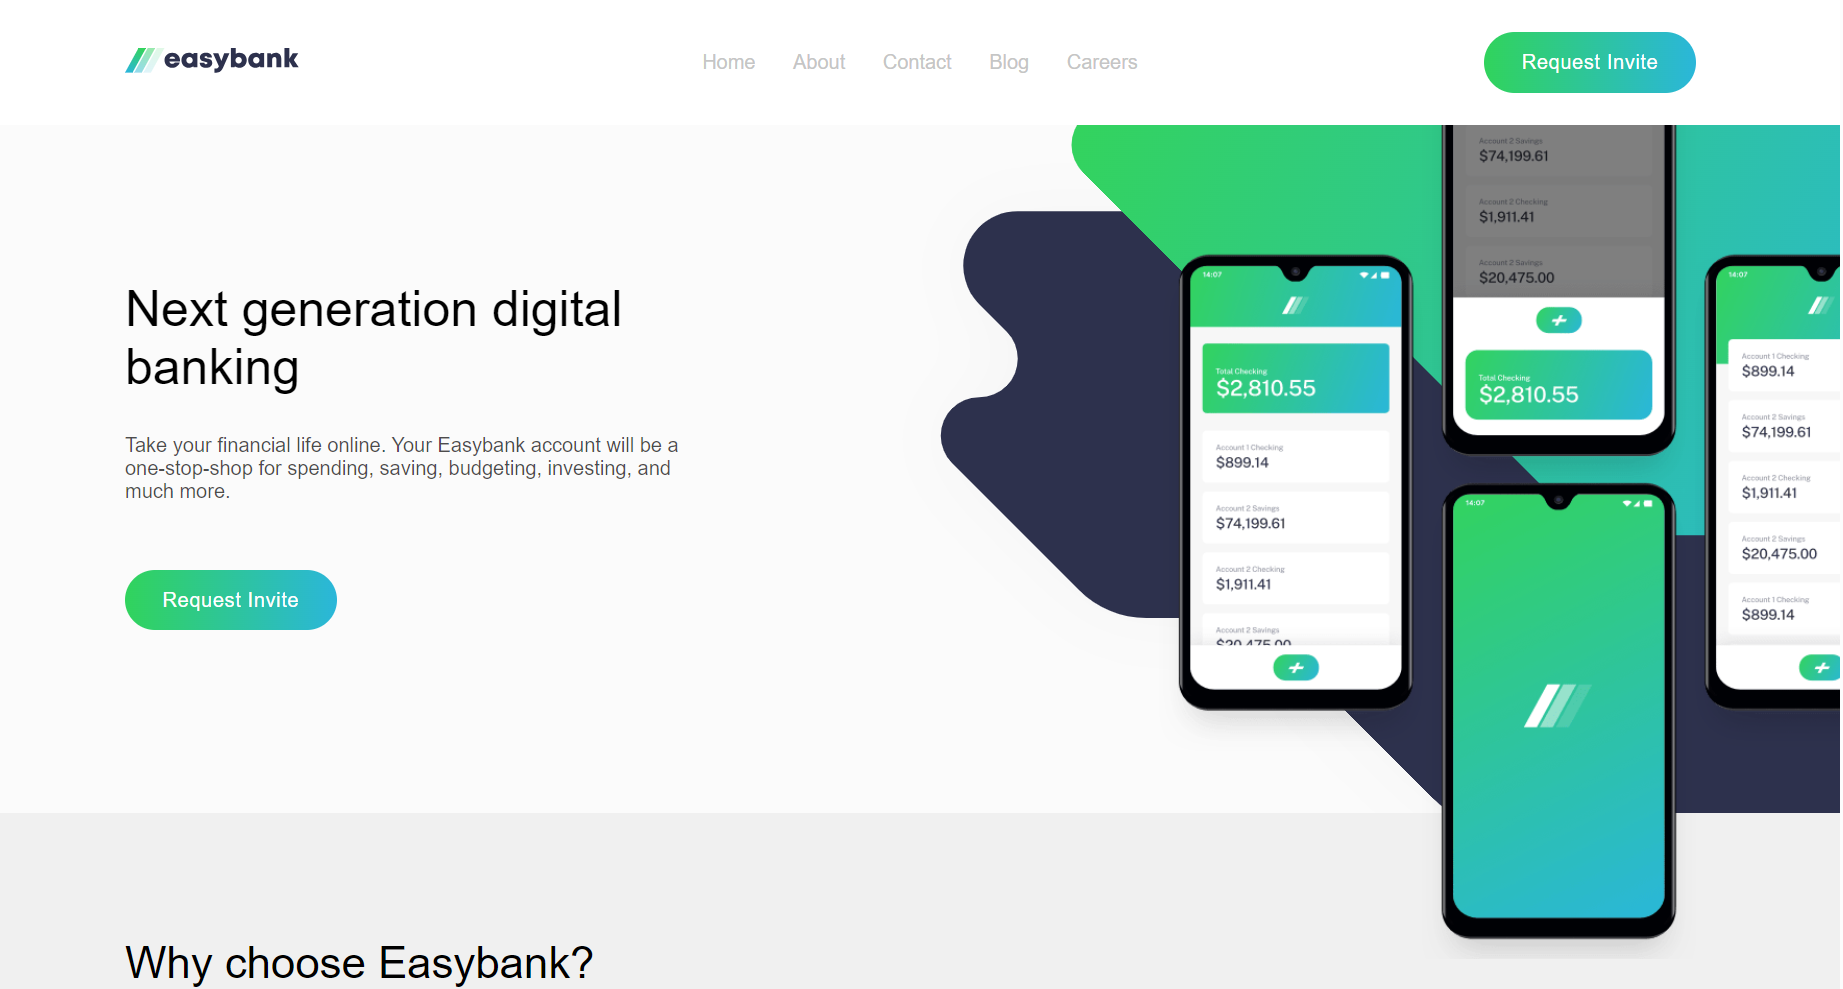 easybank
Home
About
Contact
Blog
Careers
Request Invite
Next generation digital
banking
Take your financial life online. Your Easybank account will be a
one-stop-shop for spending, saving, budgeting, investing, and
much more.
Request Invite
14:07
Total Checking
$2,810.55
Account 1 Checking
$899.14
Account 2 Savings
$74,199.61
Account 2 Checking
$1,911.41
Account 2 Savings
$20,475.00
Account 2 Savings
$74,199.61
Account 2 Checking
$1,911.41
Account 2 Savings
$20,475.00
Total Checking
$2,810.55
14:07
14:07
Account 1 Checking
$899.14
Account 2 Savings
$74,199.61
Account 2 Checking
$1,911.41
Account 2 Savings
$20,475.00
Account 1 Checking
$899.14
Why choose Easybank?